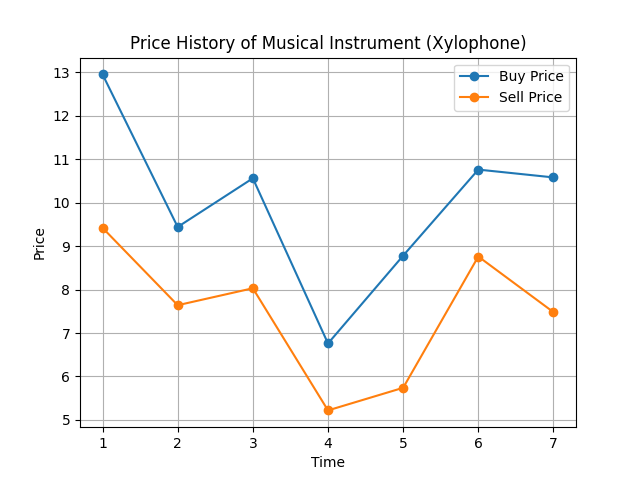 Price History of Musical Instrument (Xylophone)
Buy Price
Sell Price
13
12
11
10
9
8
7
6
5
Price
1 2 3 4 5 6 7
Time